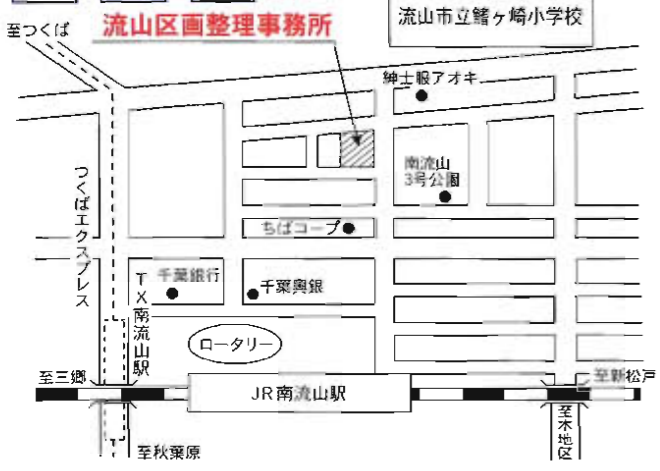 流山区画整理事務所
流山市立鰭ヶ崎小学校
至つくば
紳士服アオキ
南流山
3号公園
つくばエクスプレス
ちばコープ
千葉銀行
千葉興銀
TX南流山駅
ロータリー
至三郷
JR南流山駅
至新松戸
至秋葉原
至木地区